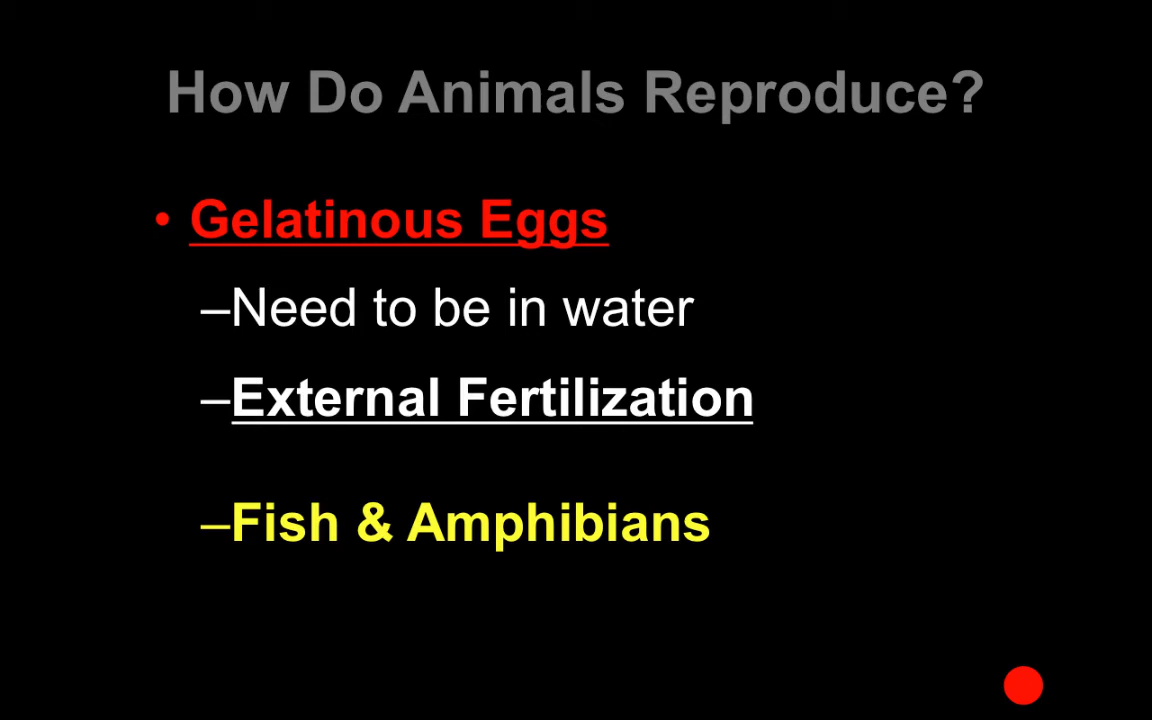 How Do Animals Reproduce?
• Gelatinous Eggs
–Need to be in water
–External Fertilization
–Fish & Amphibians